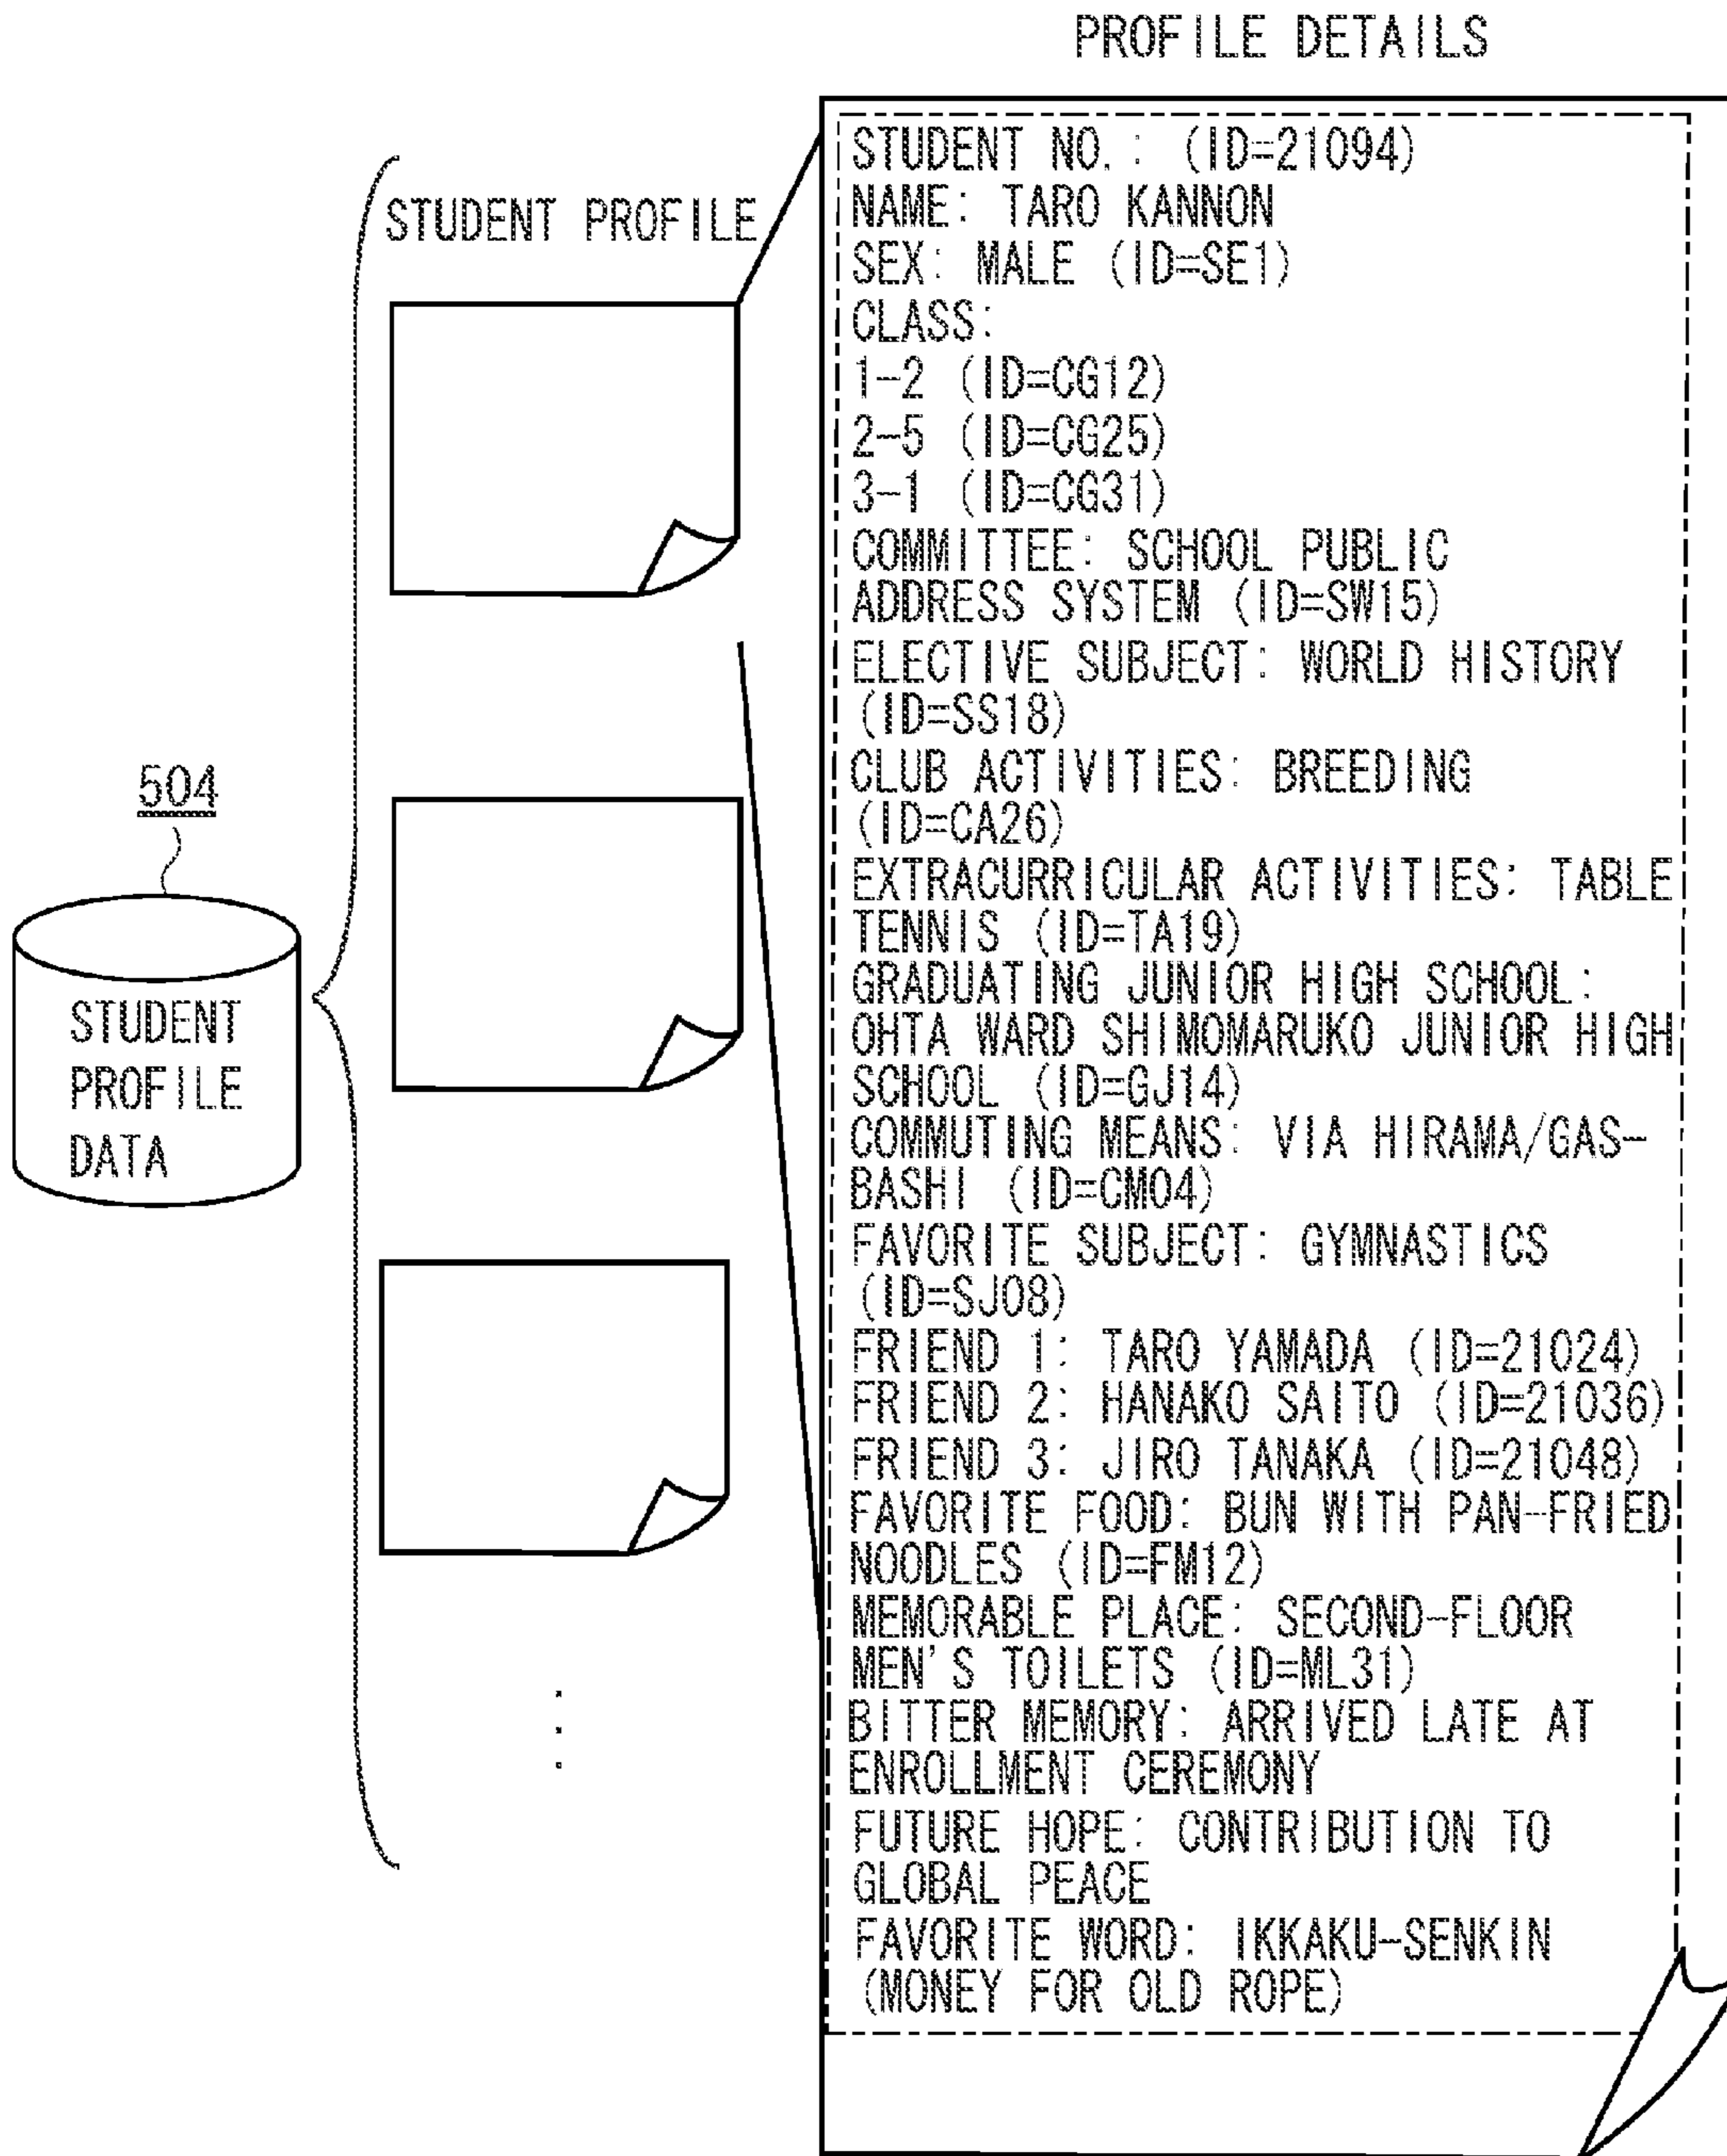 PROFILE DETAILS
STUDENT PROFILE
504
STUDENT
PROFILE
DATA
STUDENT NO.: (ID=21094)
NAME: TARO KANNON
SEX: MALE (ID=SE1)
CLASS:
1-2 (ID=CG12)
2-5 (ID=CG25)
3-1 (ID=CG31)
COMMITTEE: SCHOOL PUBLIC
ADDRESS SYSTEM (ID=SW15)
ELECTIVE SUBJECT: WORLD HISTORY
(ID=SS18)
CLUB ACTIVITIES: BREEDING
(ID=CA26)
EXTRACURRICULAR ACTIVITIES: TABLE
TENNIS (ID=TA19)
GRADUATING JUNIOR HIGH SCHOOL:
OHTA WARD SHIMOMARUKO JUNIOR HIGH
SCHOOL (ID=GJ14)
COMMUTING MEANS: VIA HIRAMA/GAS-
BASHI (ID=CM04)
FAVORITE SUBJECT: GYMNASTICS
(ID=SJ08)
FRIEND 1: TARO YAMADA (ID=21024)
FRIEND 2: HANAKO SAITO (ID=21036)
FRIEND 3: JIRO TANAKA (ID=21048)
FAVORITE FOOD: BUN WITH PAN-FRIED
NOODLES (ID=FM12)
MEMORABLE PLACE: SECOND-FLOOR
MEN'S TOILETS (ID=ML31)
BITTER MEMORY: ARRIVED LATE AT
ENROLLMENT CEREMONY
FUTURE HOPE: CONTRIBUTION TO
GLOBAL PEACE
FAVORITE WORD: IKKAKU-SENKIN
(MONEY FOR OLD ROPE)